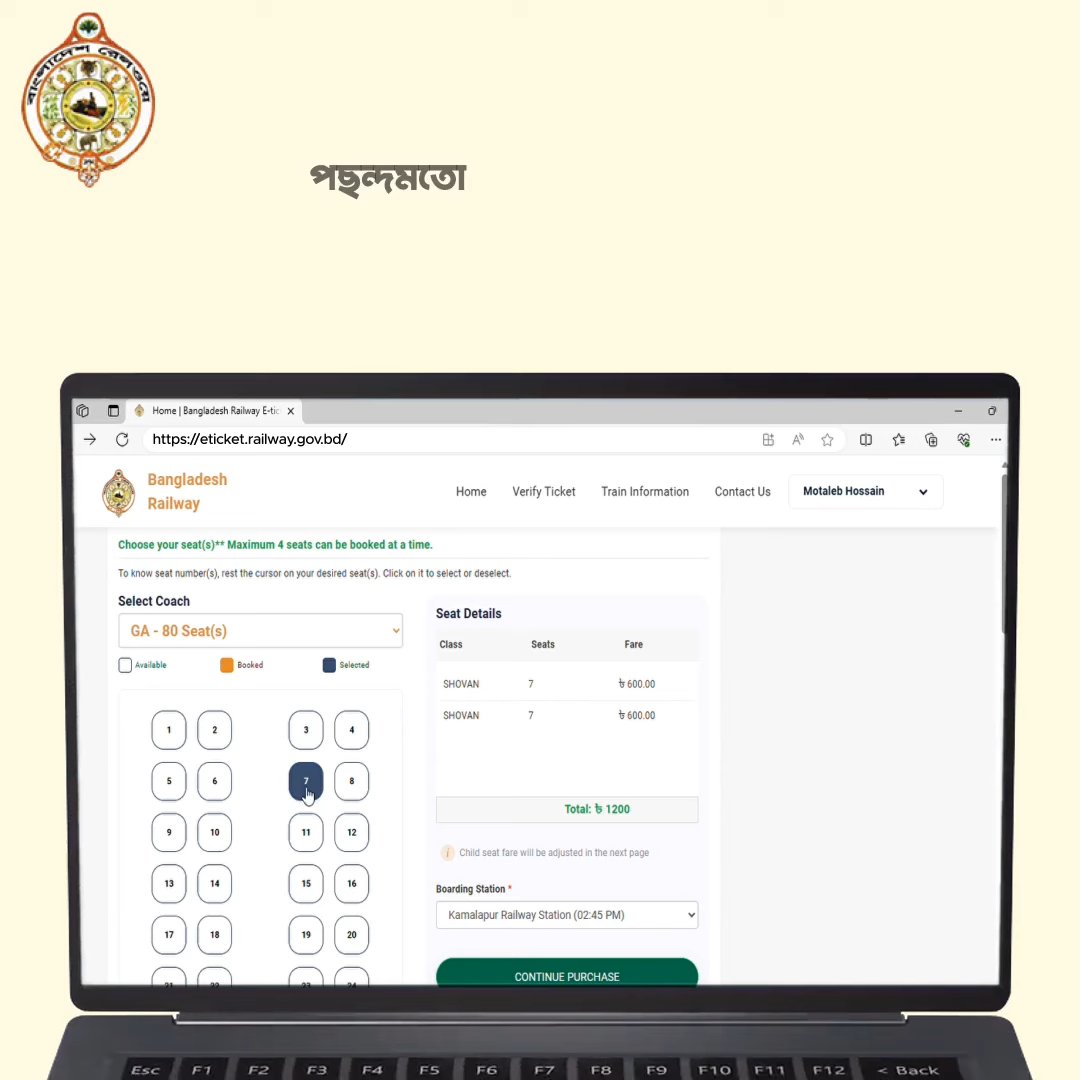 বাংলাদেশ রেলওয়ে
পছন্দমতো
Home | Bangladesh Railway E-tic
https://eticket.railway.gov.bd/
Bangladesh
Railway
Home Verify Ticket Train Information Contact Us Motaleb Hossain
Choose your seat(s)** Maximum 4 seats can be booked at a time.
To know seat number(s), rest the cursor on your desired seat(s). Click on it to select or deselect.
Select Coach
GA - 80 Seat(s)
Available Booked Selected
1 2 3 4
5 6 7 8
9 10 11 12
13 14 15 16
17 18 19 20
21 22 23 24
Seat Details
Class Seats Fare
SHOVAN 7 ৳ 600.00
SHOVAN 7 ৳ 600.00
Total: ৳ 1200
i Child seat fare will be adjusted in the next page
Boarding Station *
Kamalapur Railway Station (02:45 PM)
CONTINUE PURCHASE
Esc F1 F2 F3 F4 F5 F6 F7 F8 F9 F10 F11 F12 < Back